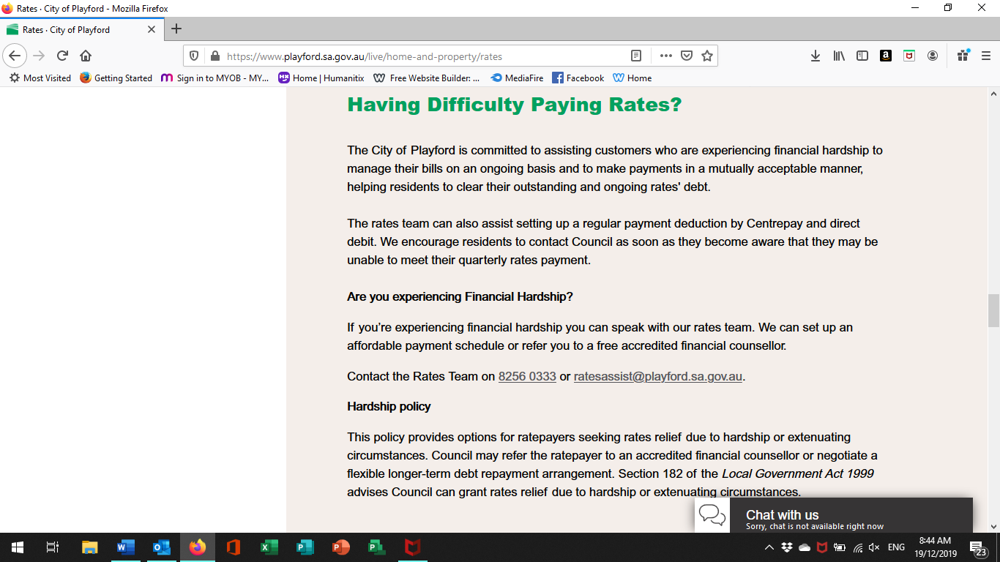 Rates · City of Playford - Mozilla Firefox
Rates · City of Playford
https://www.playford.sa.gov.au/live/home-and-property/rates
Most Visited Getting Started Sign in to MYOB - MY... Home | Humanitix Free Website Builder: ... MediaFire Facebook Home
Having Difficulty Paying Rates?
The City of Playford is committed to assisting customers who are experiencing financial hardship to
manage their bills on an ongoing basis and to make payments in a mutually acceptable manner,
helping residents to clear their outstanding and ongoing rates' debt.
The rates team can also assist setting up a regular payment deduction by Centrepay and direct
debit. We encourage residents to contact Council as soon as they become aware that they may be
unable to meet their quarterly rates payment.
Are you experiencing Financial Hardship?
If you’re experiencing financial hardship you can speak with our rates team. We can set up an
affordable payment schedule or refer you to a free accredited financial counsellor.
Contact the Rates Team on 8256 0333 or ratesassist@playford.sa.gov.au.
Hardship policy
This policy provides options for ratepayers seeking rates relief due to hardship or extenuating
circumstances. Council may refer the ratepayer to an accredited financial counsellor or negotiate a
flexible longer-term debt repayment arrangement. Section 182 of the Local Government Act 1999
advises Council can grant rates relief due to hardship or extenuating circumstances.
Chat with us
Sorry, chat is not available right now
ENG
8:44 AM
19/12/2019
23